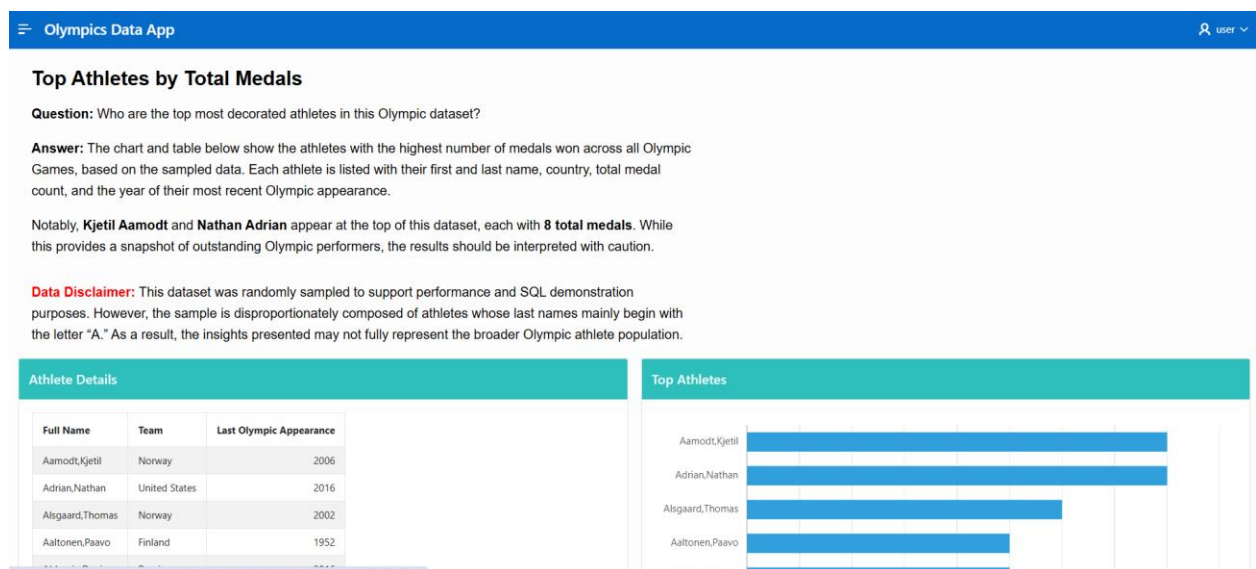 Olympics Data App
user
Top Athletes by Total Medals
Question: Who are the top most decorated athletes in this Olympic dataset?
Answer: The chart and table below show the athletes with the highest number of medals won across all Olympic
Games, based on the sampled data. Each athlete is listed with their first and last name, country, total medal
count, and the year of their most recent Olympic appearance.
Notably, Kjetil Aamodt and Nathan Adrian appear at the top of this dataset, each with 8 total medals. While
this provides a snapshot of outstanding Olympic performers, the results should be interpreted with caution.
Data Disclaimer: This dataset was randomly sampled to support performance and SQL demonstration
purposes. However, the sample is disproportionately composed of athletes whose last names mainly begin with
the letter “A.” As a result, the insights presented may not fully represent the broader Olympic athlete population.
Athlete Details
Full Name Team Last Olympic Appearance
Aamodt,Kjetil Norway 2006
Adrian,Nathan United States 2016
Alsgaard,Thomas Norway 2002
Aaltonen,Paavo Finland 1952
Top Athletes
Aamodt,Kjetil
Adrian,Nathan
Alsgaard,Thomas
Aaltonen,Paavo